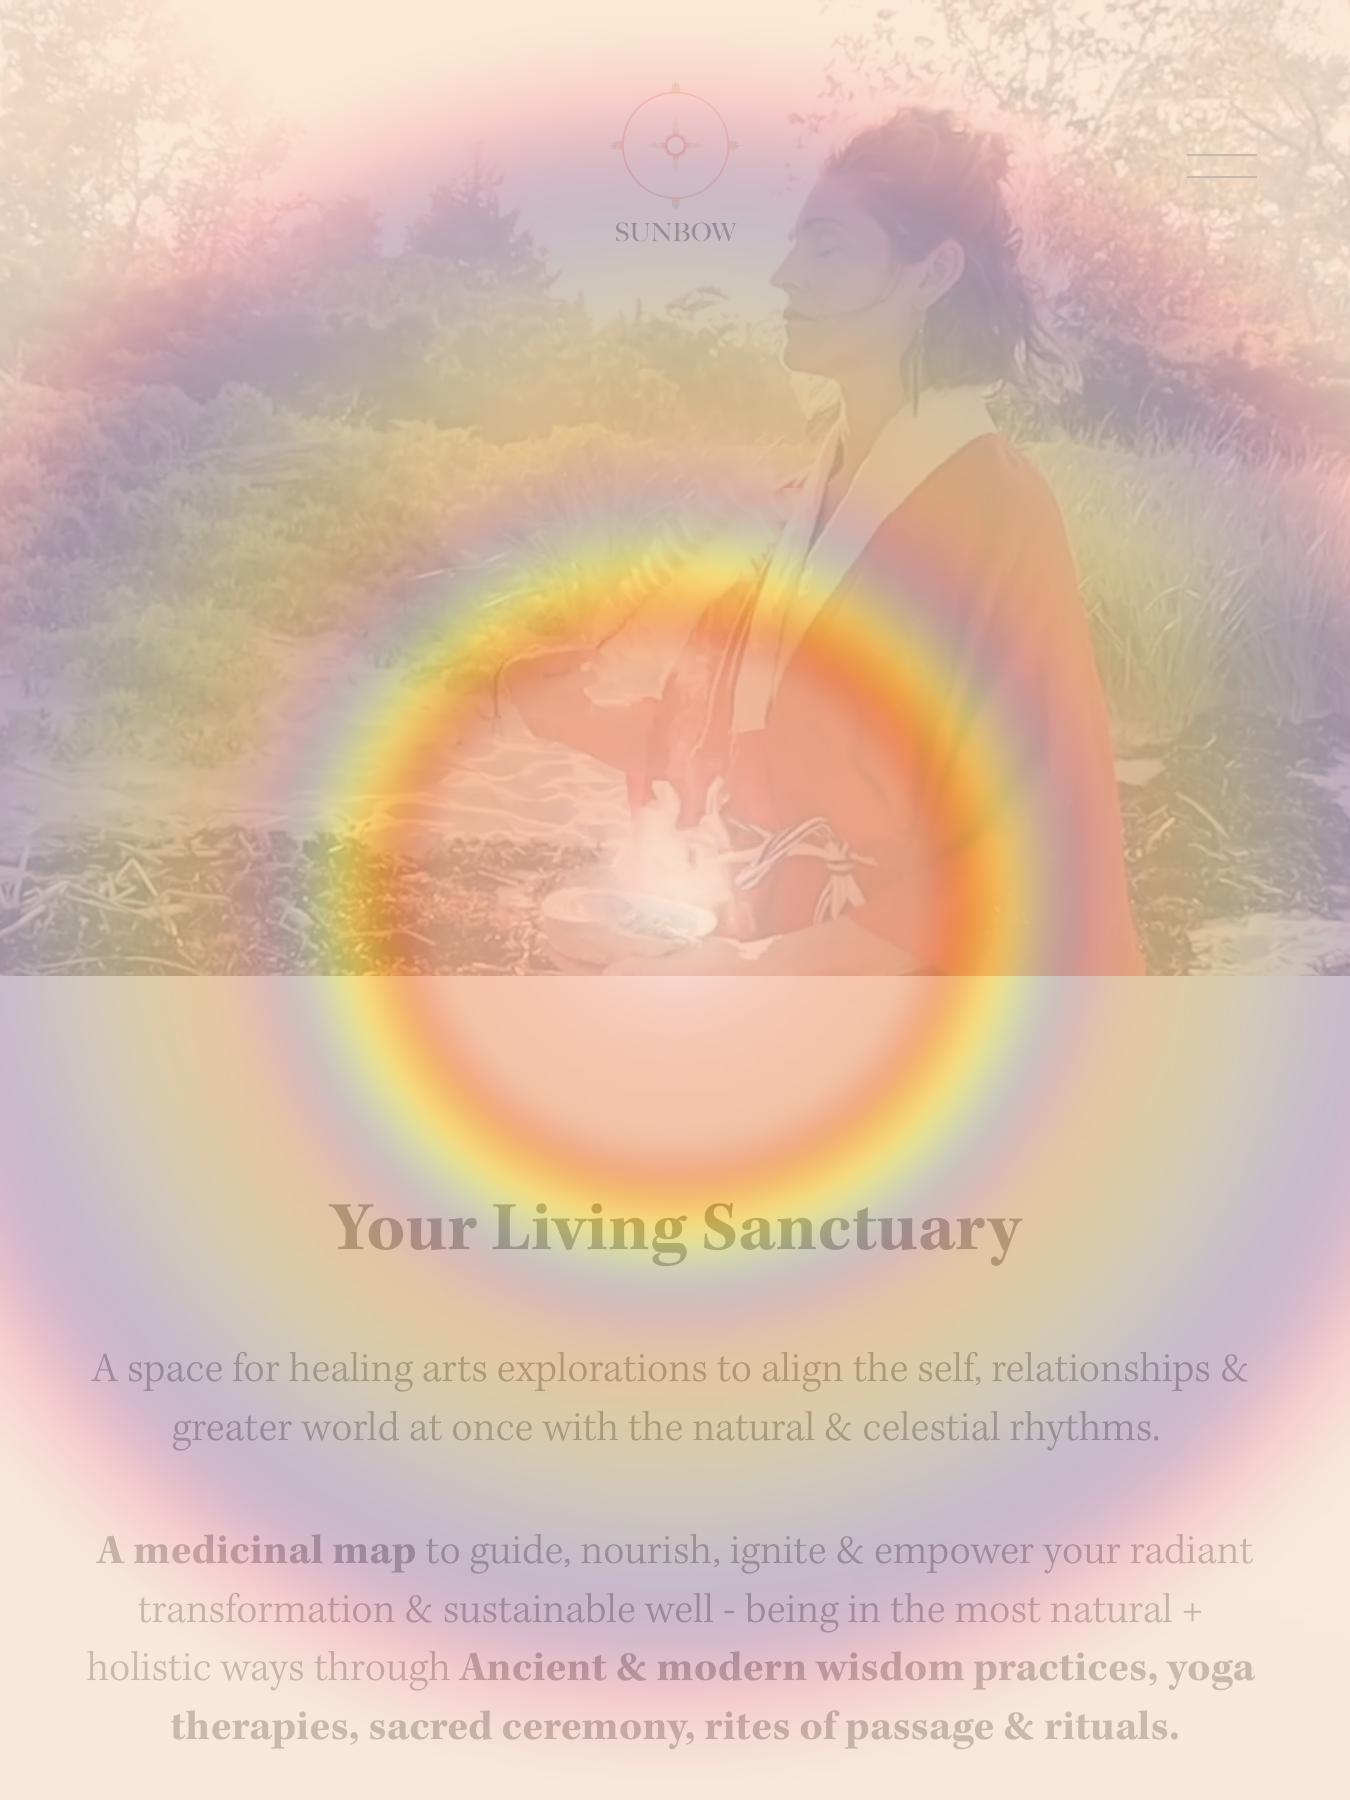 SUNBOW
Your Living Sanctuary
A space for healing arts explorations to align the self, relationships &
greater world at once with the natural & celestial rhythms.
A medicinal map to guide, nourish, ignite & empower your radiant
transformation & sustainable well - being in the most natural +
holistic ways through Ancient & modern wisdom practices, yoga
therapies, sacred ceremony, rites of passage & rituals.